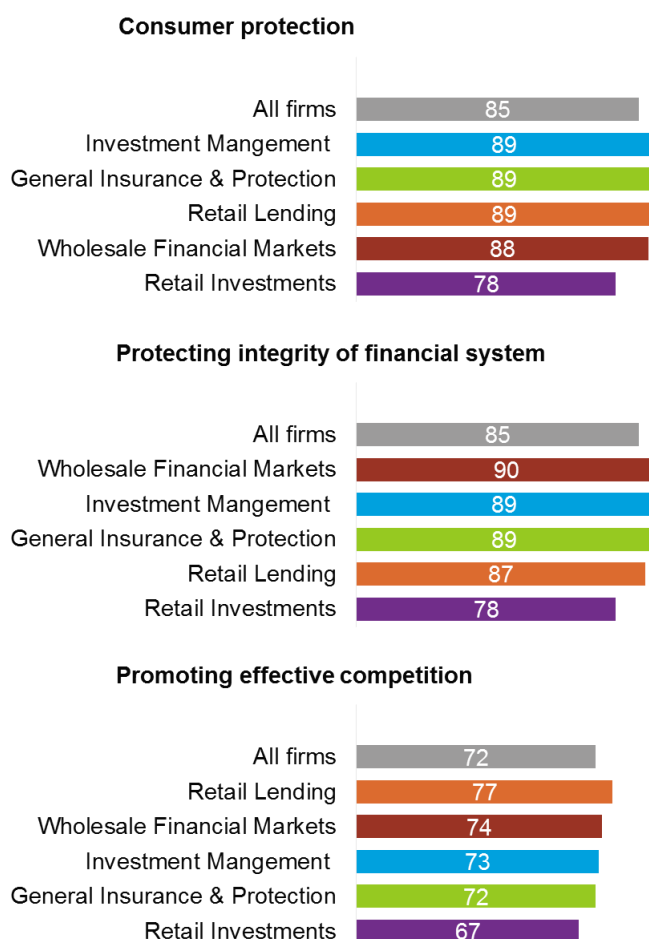 Consumer protection
All firms 85
Investment Mangement 89
General Insurance & Protection 89
Retail Lending 89
Wholesale Financial Markets 88
Retail Investments 78
Protecting integrity of financial system
All firms 85
Wholesale Financial Markets 90
Investment Mangement 89
General Insurance & Protection 89
Retail Lending 87
Retail Investments 78
Promoting effective competition
All firms 72
Retail Lending 77
Wholesale Financial Markets 74
Investment Mangement 73
General Insurance & Protection 72
Retail Investments 67